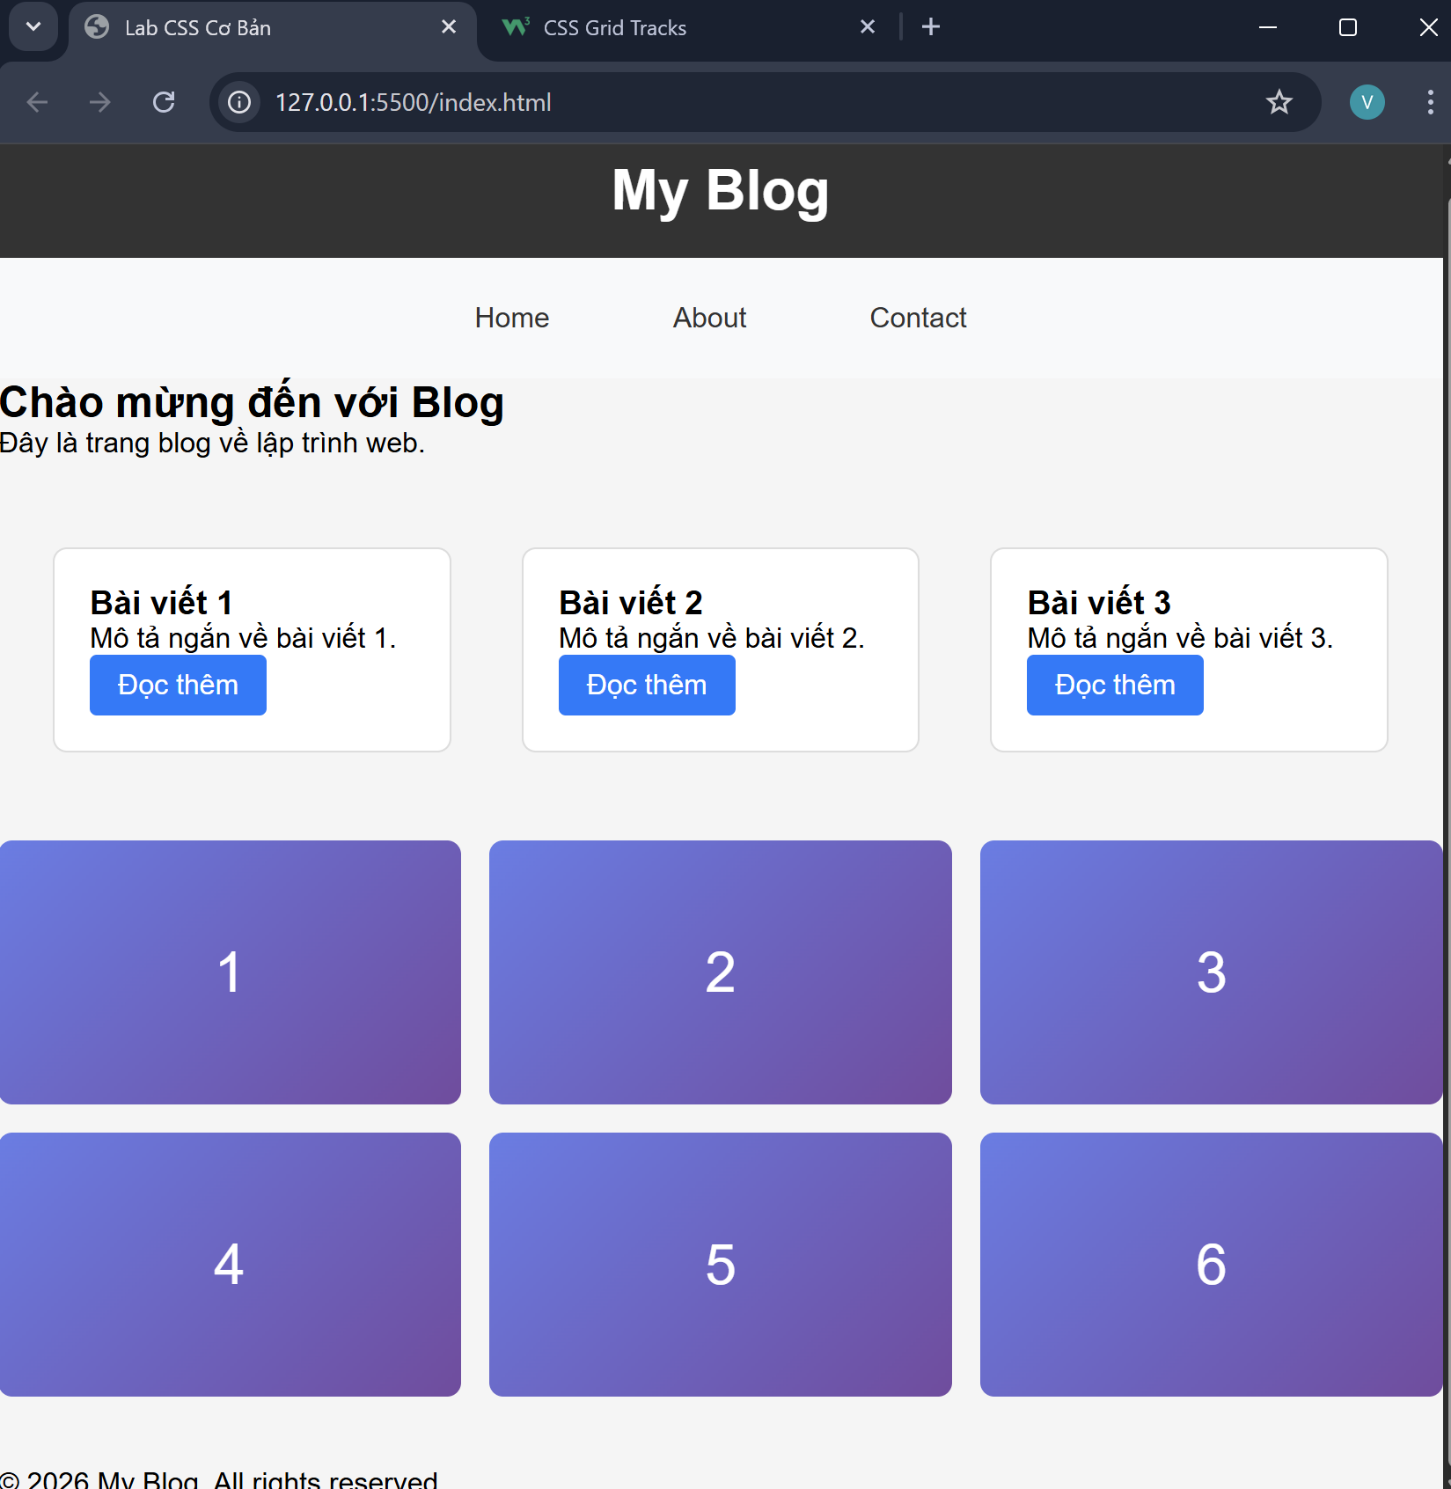 Lab CSS Cơ Bản
CSS Grid Tracks
127.0.0.1:5500/index.html
V
My Blog
Home About Contact
Chào mừng đến với Blog
Đây là trang blog về lập trình web.
Bài viết 1
Mô tả ngắn về bài viết 1.
Đọc thêm
Bài viết 2
Mô tả ngắn về bài viết 2.
Đọc thêm
Bài viết 3
Mô tả ngắn về bài viết 3.
Đọc thêm
1
2
3
4
5
6
© 2026 My Blog. All rights reserved